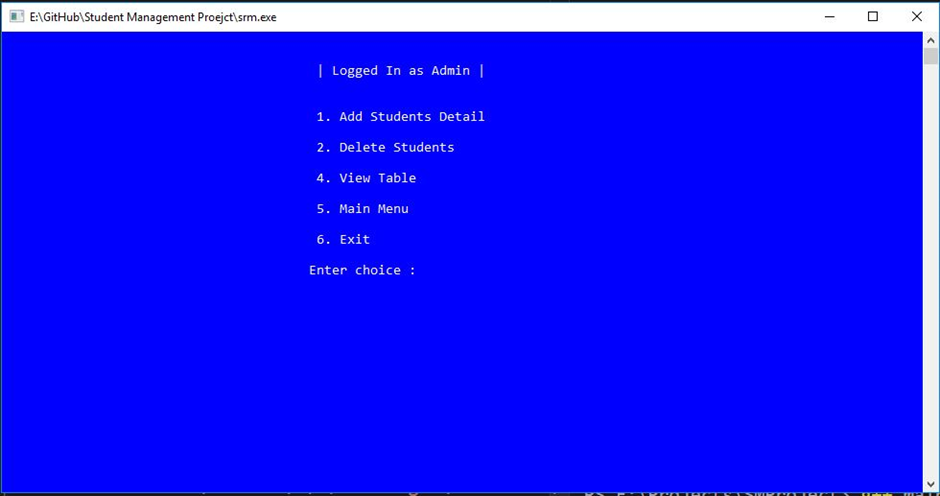 E:\GitHub\Student Management Proejct\srm.exe
| Logged In as Admin |
1. Add Students Detail
2. Delete Students
4. View Table
5. Main Menu
6. Exit
Enter choice :